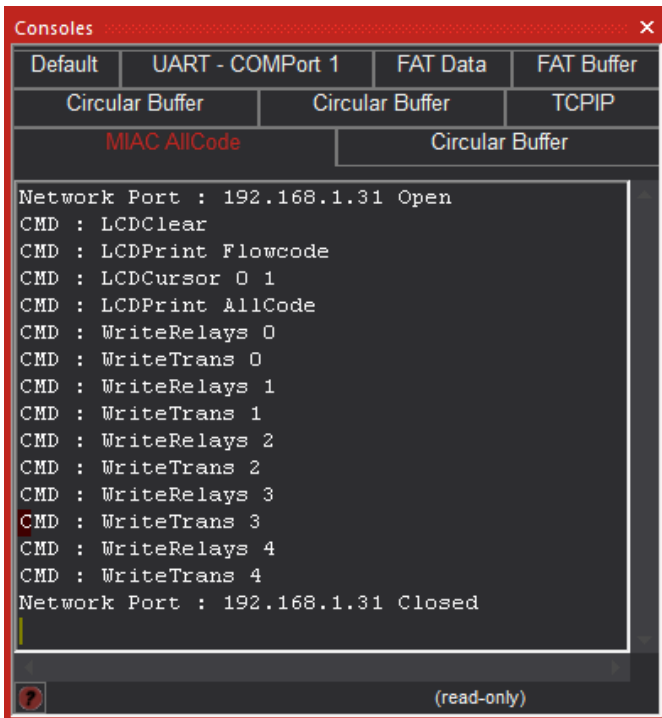 Consoles
Default UART - COMPort 1 FAT Data FAT Buffer
Circular Buffer Circular Buffer TCPIP
MIAC AllCode Circular Buffer
Network Port : 192.168.1.31 Open
CMD : LCDClear
CMD : LCDPrint Flowcode
CMD : LCDCursor 0 1
CMD : LCDPrint AllCode
CMD : WriteRelays 0
CMD : WriteTrans 0
CMD : WriteRelays 1
CMD : WriteTrans 1
CMD : WriteRelays 2
CMD : WriteTrans 2
CMD : WriteRelays 3
CMD : WriteTrans 3
CMD : WriteRelays 4
CMD : WriteTrans 4
Network Port : 192.168.1.31 Closed
? (read-only)